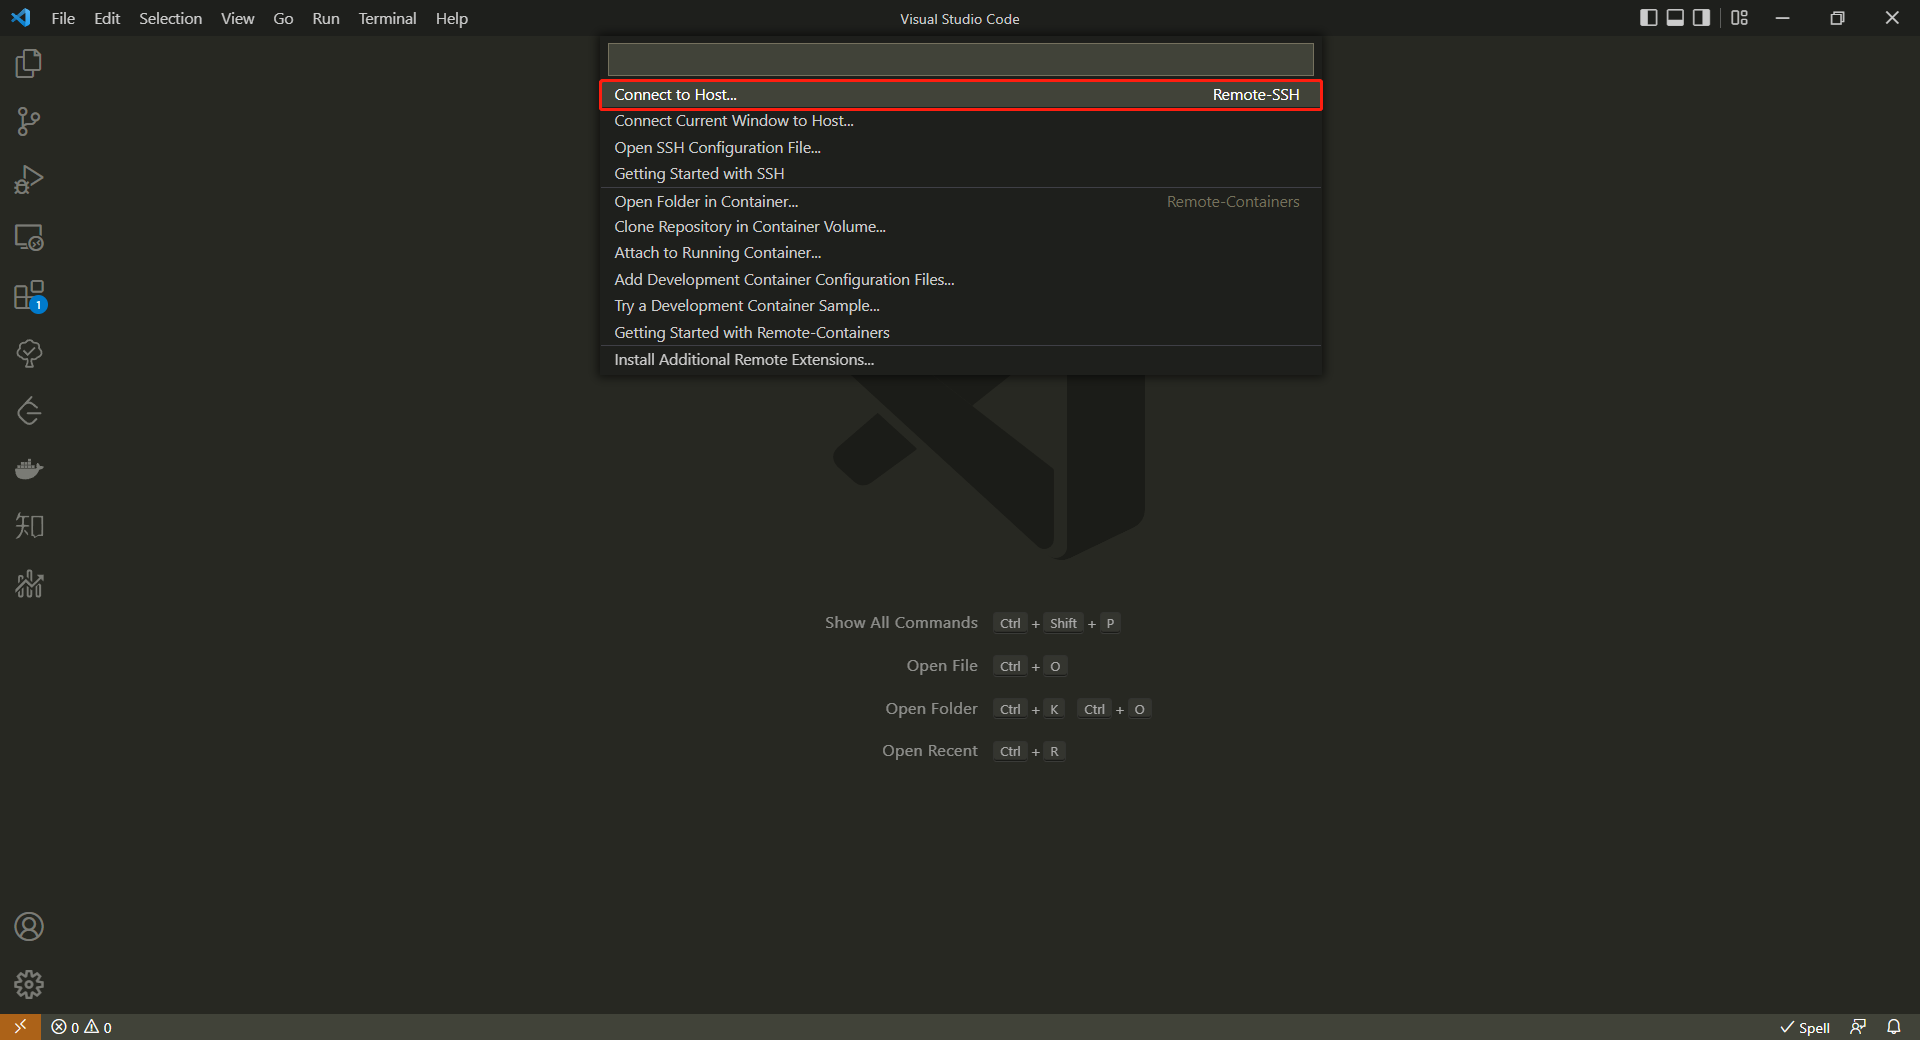 File Edit Selection View Go Run Terminal Help Visual Studio Code
Connect to Host... Remote-SSH
Connect Current Window to Host...
Open SSH Configuration File...
Getting Started with SSH
Open Folder in Container... Remote-Containers
Clone Repository in Container Volume...
Attach to Running Container...
Add Development Container Configuration Files...
Try a Development Container Sample...
Getting Started with Remote-Containers
Install Additional Remote Extensions...
1
知
Show All Commands Ctrl + Shift + P
Open File Ctrl + O
Open Folder Ctrl + K Ctrl + O
Open Recent Ctrl + R
0 0 Spell